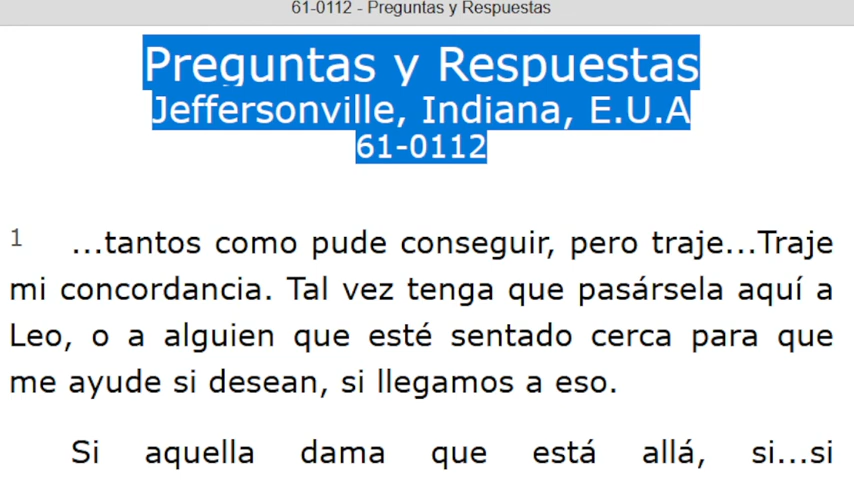 61-0112 - Preguntas y Respuestas
Preguntas y Respuestas
Jeffersonville, Indiana, E.U.A
61-0112
1 ...tantos como pude conseguir, pero traje...Traje
mi concordancia. Tal vez tenga que pasársela aquí a
Leo, o a alguien que esté sentado cerca para que
me ayude si desean, si llegamos a eso.
Si aquella dama que está allá, si...si